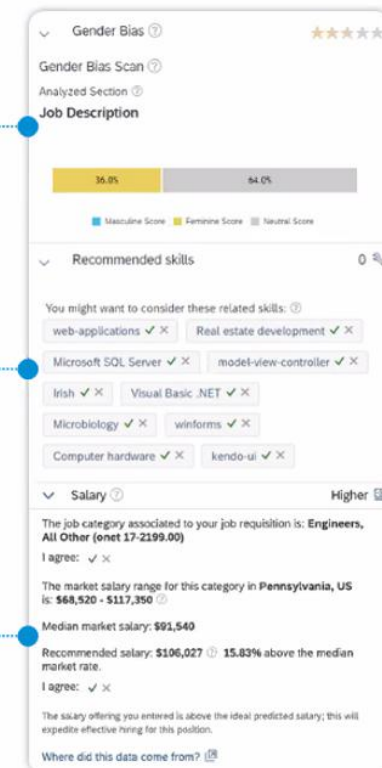 Gender Bias
Gender Bias Scan
Analyzed Section
Job Description
36.0% 64.0%
Masculine Score Feminine Score Neutral Score
Recommended skills 0
You might want to consider these related skills:
web-applications ✓ × Real estate development ✓ ×
Microsoft SQL Server ✓ × model-view-controller ✓ ×
Irish ✓ × Visual Basic .NET ✓ ×
Microbiology ✓ × winforms ✓ ×
Computer hardware ✓ × kendo-ui ✓ ×
Salary Higher
The job category associated to your job requisition is: Engineers,
All Other (onet 17-2199.00)
I agree: ✓ ×
The market salary range for this category in Pennsylvania, US
is: $68,520 - $117,350
Median market salary: $91,540
Recommended salary: $106,027 15.83% above the median
market rate.
I agree: ✓ ×
The salary offering you entered is above the ideal predicted salary; this will
expedite effective hiring for this position.
Where did this data come from?